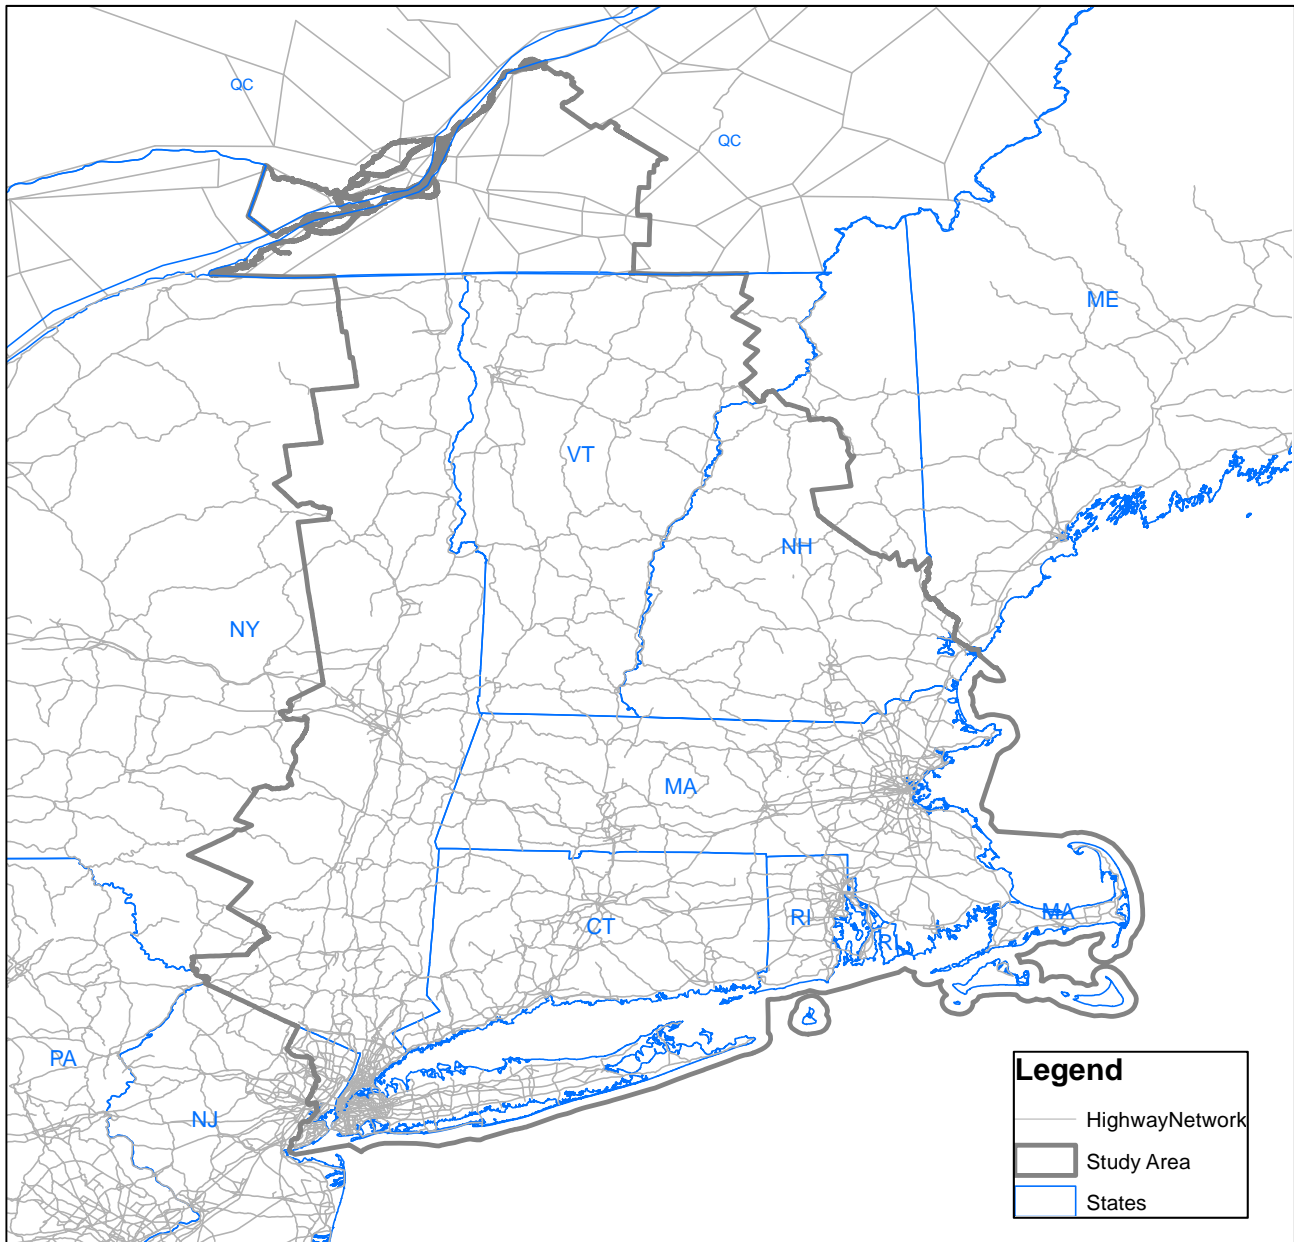 QC
QC
ME
VT
NH
NY
MA
MA
CT
RI
RI
PA
NJ
Legend
HighwayNetwork
Study Area
States